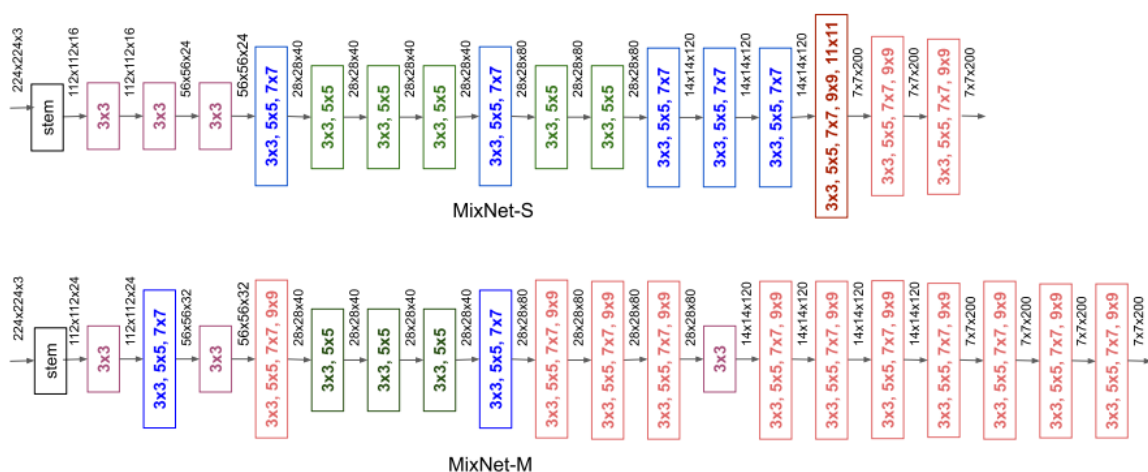 224x224x3
stem
112x112x16
3x3
112x112x16
3x3
56x56x24
3x3
56x56x24
3x3, 5x5, 7x7
28x28x40
3x3, 5x5
28x28x40
3x3, 5x5
28x28x40
3x3, 5x5
28x28x40
3x3, 5x5, 7x7
28x28x80
3x3, 5x5
28x28x80
3x3, 5x5
28x28x80
3x3, 5x5, 7x7
14x14x120
3x3, 5x5, 7x7
14x14x120
3x3, 5x5, 7x7
14x14x120
3x3, 5x5, 7x7, 9x9, 11x11
7x7x200
3x3, 5x5, 7x7, 9x9
7x7x200
3x3, 5x5, 7x7, 9x9
7x7x200
MixNet-S
224x224x3
stem
112x112x24
3x3
112x112x24
3x3, 5x5, 7x7
56x56x32
3x3
56x56x32
3x3, 5x5, 7x7, 9x9
28x28x40
3x3, 5x5
28x28x40
3x3, 5x5
28x28x40
3x3, 5x5
28x28x40
3x3, 5x5, 7x7
28x28x80
3x3, 5x5, 7x7, 9x9
28x28x80
3x3, 5x5, 7x7, 9x9
28x28x80
3x3, 5x5, 7x7, 9x9
28x28x80
3x3
14x14x120
3x3, 5x5, 7x7, 9x9
14x14x120
3x3, 5x5, 7x7, 9x9
14x14x120
3x3, 5x5, 7x7, 9x9
14x14x120
3x3, 5x5, 7x7, 9x9
7x7x200
3x3, 5x5, 7x7, 9x9
7x7x200
3x3, 5x5, 7x7, 9x9
7x7x200
3x3, 5x5, 7x7, 9x9
7x7x200
MixNet-M